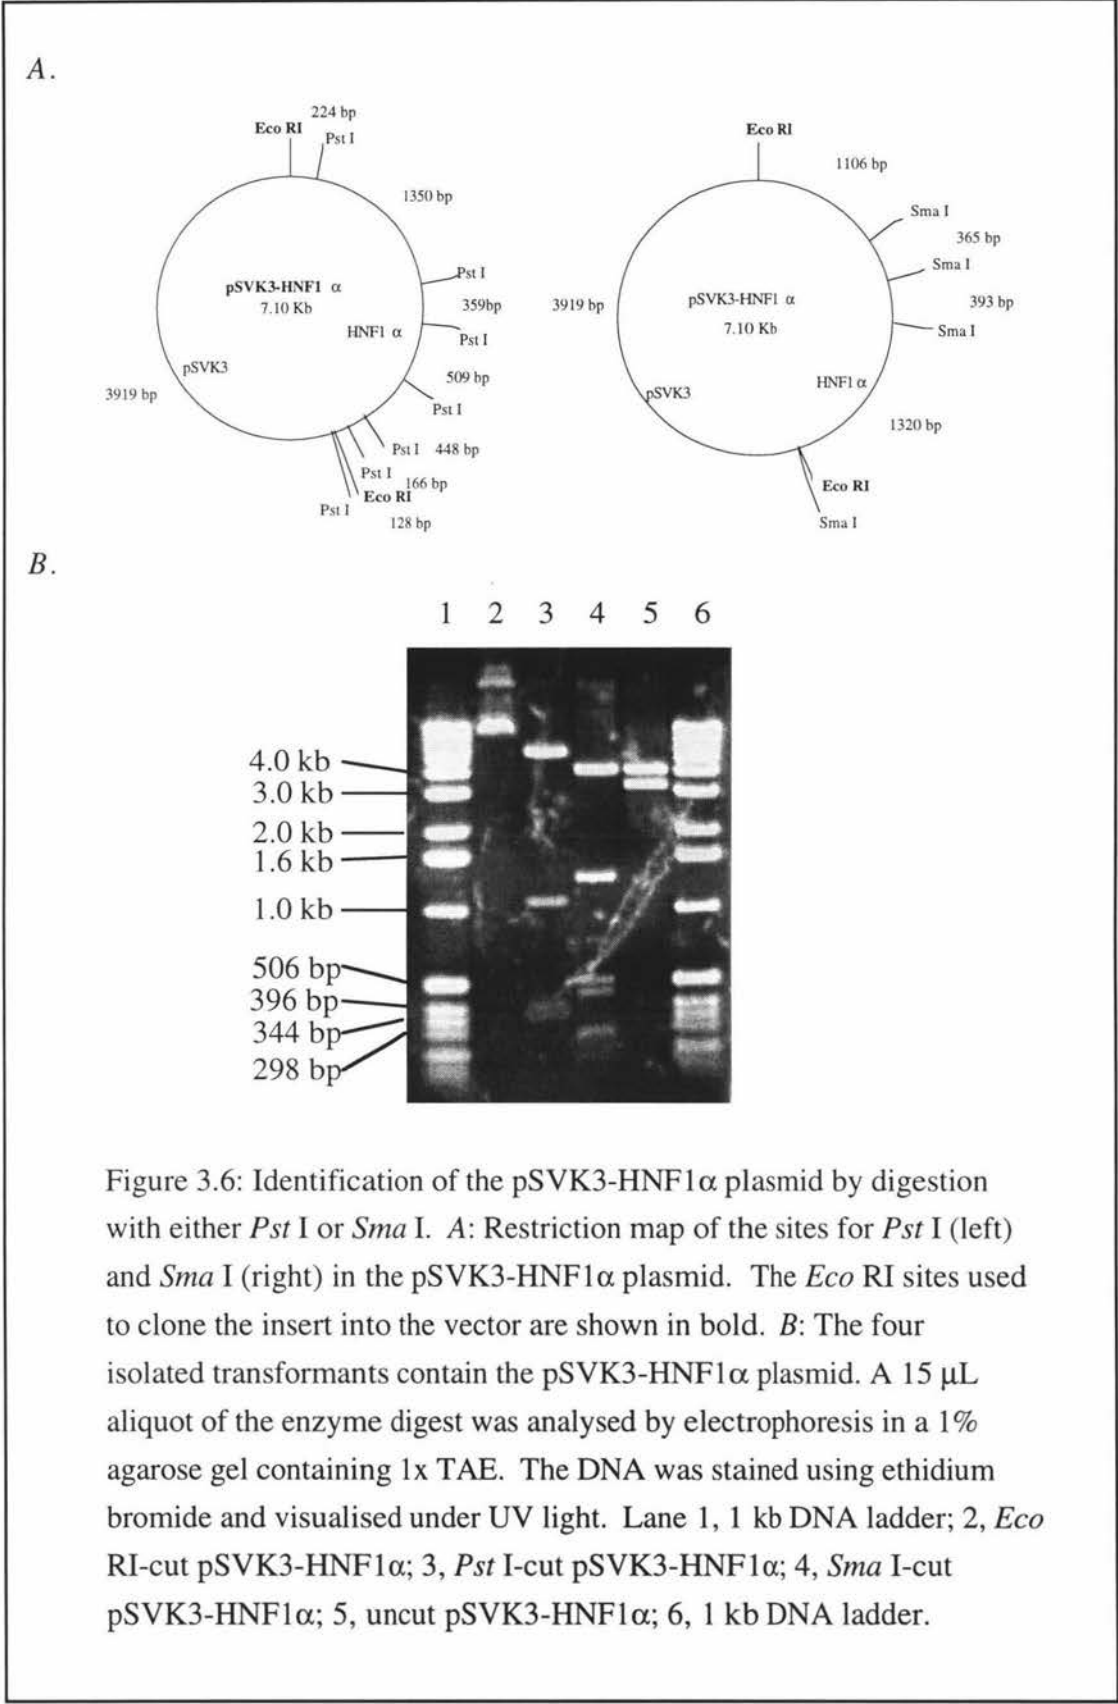 A.
224 bp
Eco RI
Pst I
1350 bp
Pst I
359bp
Pst I
509 bp
Pst I
Pst I 448 bp
Pst I
166 bp
Eco RI
Pst I
128 bp
3919 bp
pSVK3-HNF1 α
7.10 Kb
HNF1 α
pSVK3
Eco RI
1106 bp
Sma I
365 bp
Sma I
393 bp
Sma I
1320 bp
Eco RI
Sma I
3919 bp
pSVK3-HNF1 α
7.10 Kb
HNF1 α
pSVK3
B.
1 2 3 4 5 6
4.0 kb
3.0 kb
2.0 kb
1.6 kb
1.0 kb
506 bp
396 bp
344 bp
298 bp
Figure 3.6: Identification of the pSVK3-HNF1α plasmid by digestion
with either Pst I or Sma I. A: Restriction map of the sites for Pst I (left)
and Sma I (right) in the pSVK3-HNF1α plasmid. The Eco RI sites used
to clone the insert into the vector are shown in bold. B: The four
isolated transformants contain the pSVK3-HNF1α plasmid. A 15 μL
aliquot of the enzyme digest was analysed by electrophoresis in a 1%
agarose gel containing 1x TAE. The DNA was stained using ethidium
bromide and visualised under UV light. Lane 1, 1 kb DNA ladder; 2, Eco
RI-cut pSVK3-HNF1α; 3, Pst I-cut pSVK3-HNF1α; 4, Sma I-cut
pSVK3-HNF1α; 5, uncut pSVK3-HNF1α; 6, 1 kb DNA ladder.